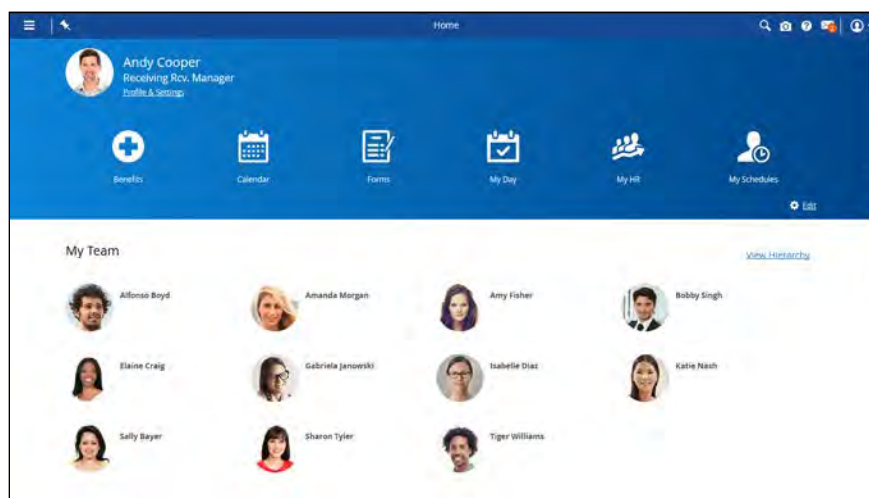 Home
Andy Cooper
Receiving Rcv. Manager
Profile & Settings
Benefits
Calendar
Forms
My Day
My HR
My Schedules
Edit
My Team
View Hierarchy
Alfonso Boyd
Amanda Morgan
Amy Fisher
Bobby Singh
Elaine Craig
Gabriela Janowski
Isabelle Diaz
Katie Nash
Sally Bayer
Sharon Tyler
Tiger Williams